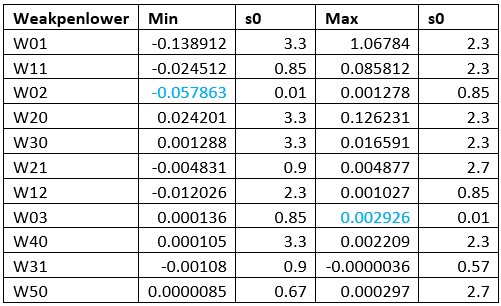 Weakpenlower Min s0 Max s0
W01 -0.138912 3.3 1.06784 2.3
W11 -0.024512 0.85 0.085812 2.3
W02 -0.057863 0.01 0.001278 0.85
W20 0.024201 3.3 0.126231 2.3
W30 0.001288 3.3 0.016591 2.3
W21 -0.004831 0.9 0.004877 2.7
W12 -0.012026 2.3 0.001027 0.85
W03 0.000136 0.85 0.002926 0.01
W40 0.000105 3.3 0.002209 2.3
W31 -0.00108 0.9 -0.0000036 0.57
W50 0.0000085 0.67 0.000297 2.7